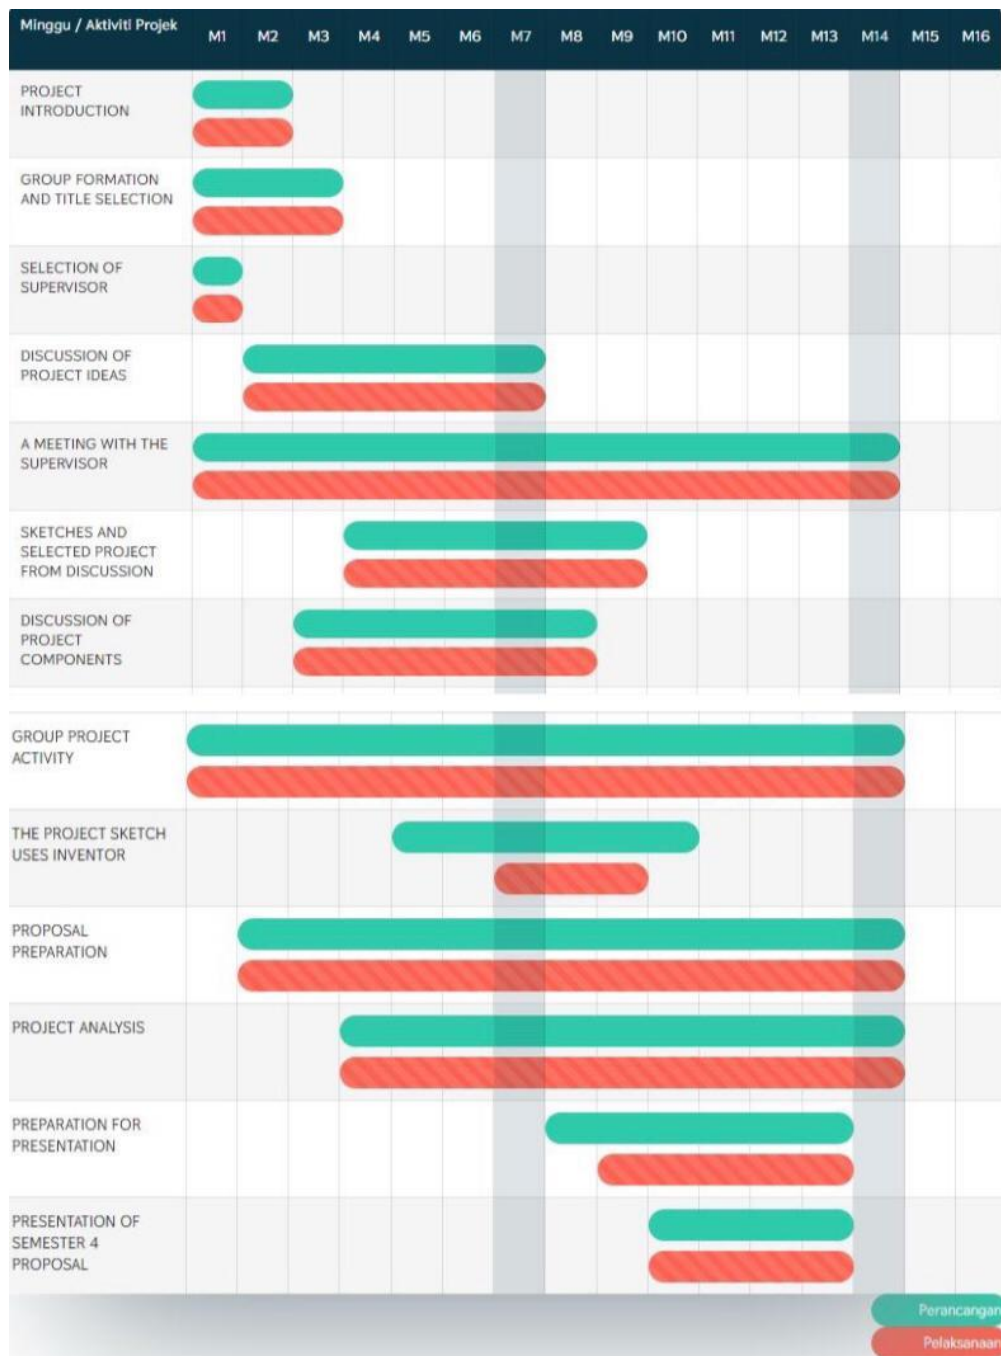 Minggu / Aktiviti Projek M1 M2 M3 M4 M5 M6 M7 M8 M9 M10 M11 M12 M13 M14 M15 M16
PROJECT
INTRODUCTION
GROUP FORMATION
AND TITLE SELECTION
SELECTION OF
SUPERVISOR
DISCUSSION OF
PROJECT IDEAS
A MEETING WITH THE
SUPERVISOR
SKETCHES AND
SELECTED PROJECT
FROM DISCUSSION
DISCUSSION OF
PROJECT
COMPONENTS
GROUP PROJECT
ACTIVITY
THE PROJECT SKETCH
USES INVENTOR
PROPOSAL
PREPARATION
PROJECT ANALYSIS
PREPARATION FOR
PRESENTATION
PRESENTATION OF
SEMESTER 4
PROPOSAL
Perancangan
Pelaksanaan